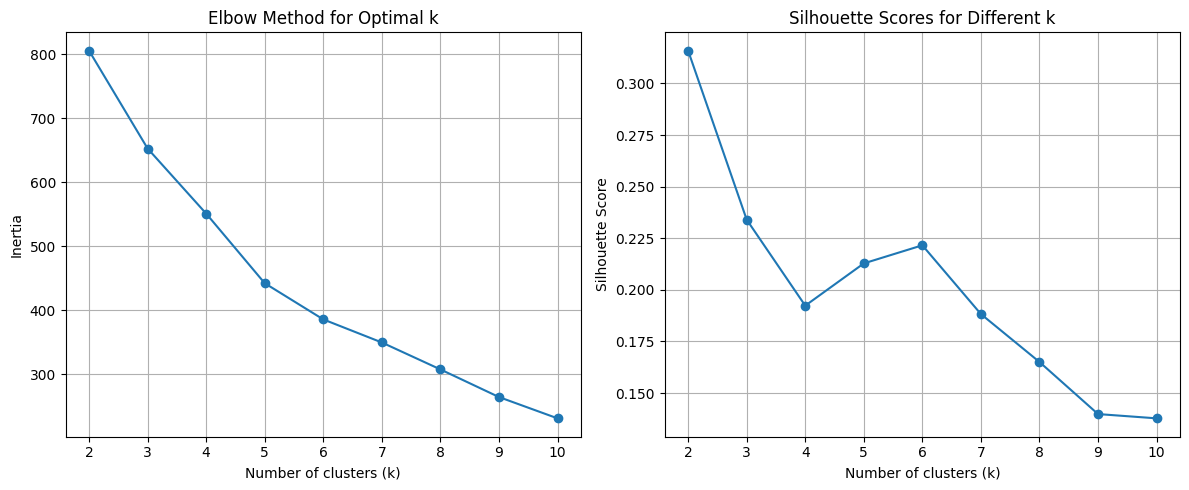 Elbow Method for Optimal k
800
700
600
500
400
300
Inertia
2 3 4 5 6 7 8 9 10
Number of clusters (k)
Silhouette Scores for Different k
0.300
0.275
0.250
0.225
0.200
0.175
0.150
Silhouette Score
2 3 4 5 6 7 8 9 10
Number of clusters (k)